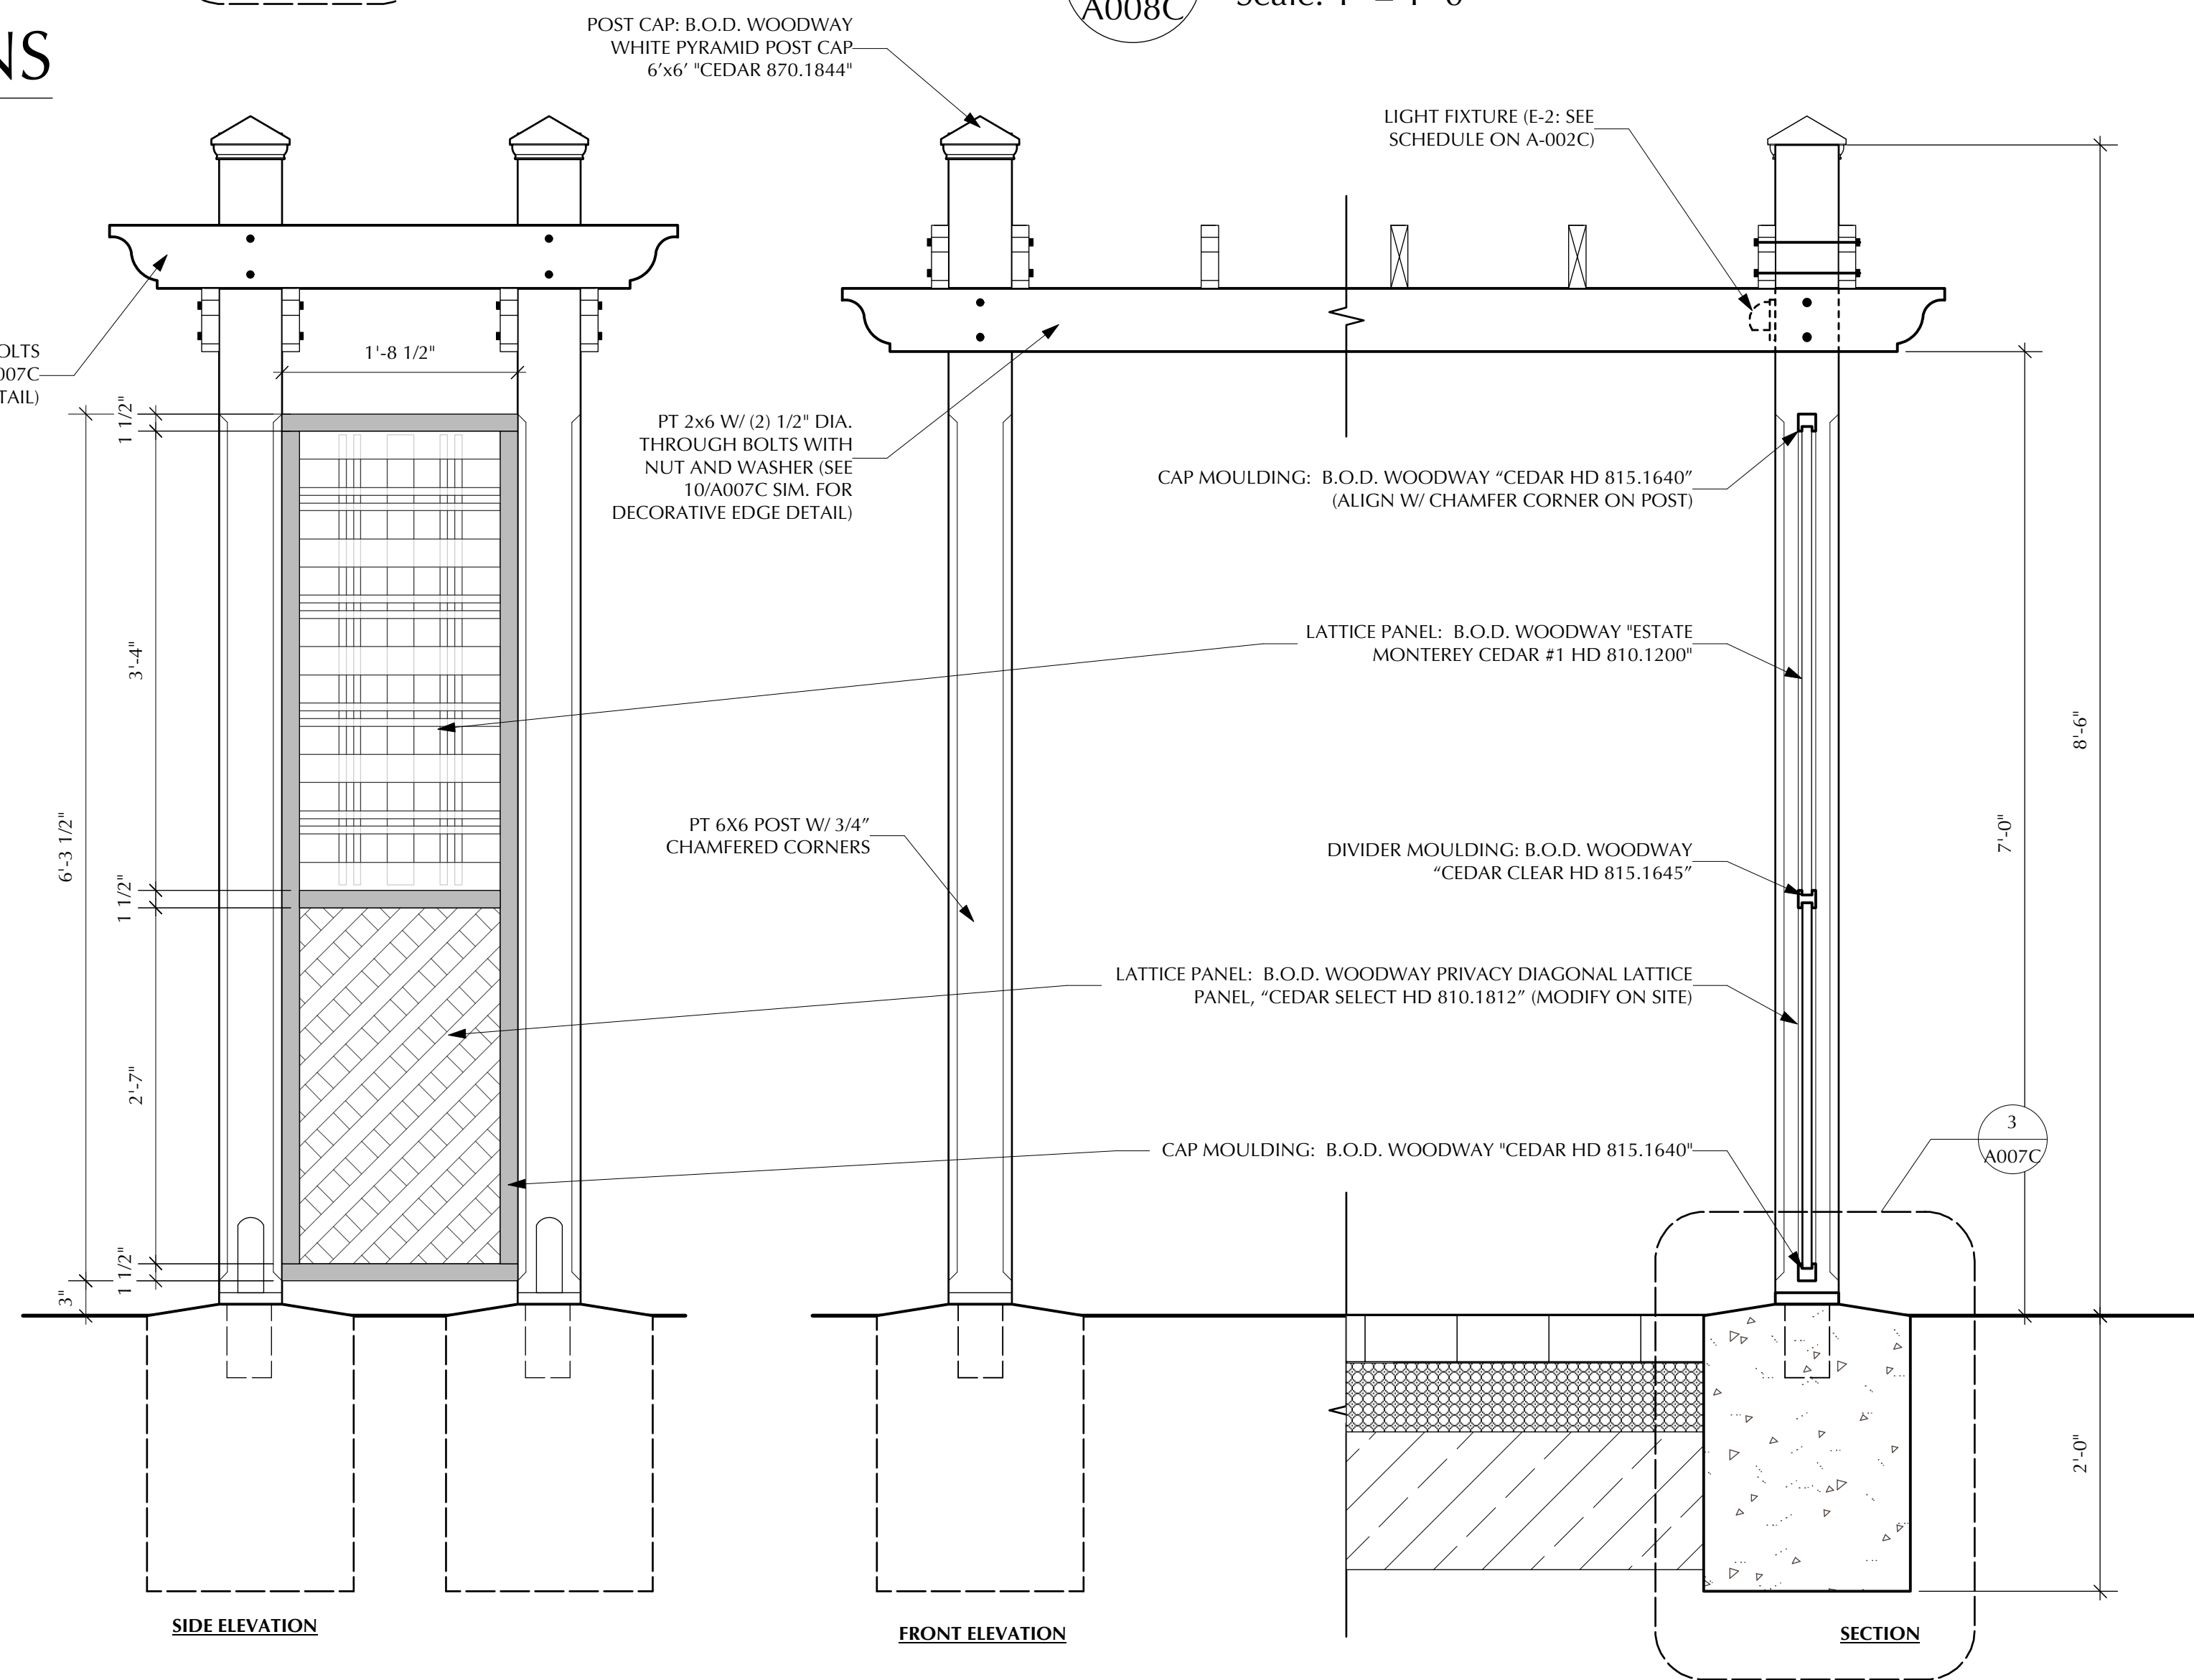 NS
A008C
Scale: 1" = 1'-0"
POST CAP: B.O.D. WOODWAY
WHITE PYRAMID POST CAP
6'x6' "CEDAR 870.1844"
LIGHT FIXTURE (E-2: SEE
SCHEDULE ON A-002C)
OLTS
007C
TAIL)
1'-8 1/2"
PT 2x6 W/ (2) 1/2" DIA.
THROUGH BOLTS WITH
NUT AND WASHER (SEE
10/A007C SIM. FOR
DECORATIVE EDGE DETAIL)
CAP MOULDING:  B.O.D. WOODWAY “CEDAR HD 815.1640”
(ALIGN W/ CHAMFER CORNER ON POST)
LATTICE PANEL:  B.O.D. WOODWAY "ESTATE
MONTEREY CEDAR #1 HD 810.1200"
PT 6X6 POST W/ 3/4”
CHAMFERED CORNERS
DIVIDER MOULDING: B.O.D. WOODWAY
“CEDAR CLEAR HD 815.1645”
LATTICE PANEL:  B.O.D. WOODWAY PRIVACY DIAGONAL LATTICE
PANEL, “CEDAR SELECT HD 810.1812” (MODIFY ON SITE)
CAP MOULDING:  B.O.D. WOODWAY "CEDAR HD 815.1640"
1 1/2"
3'-4"
6'-3 1/2"
1 1/2"
2'-7"
1 1/2"
3"
8'-6"
7'-0"
3
A007C
2'-0"
SIDE ELEVATION
FRONT ELEVATION
SECTION